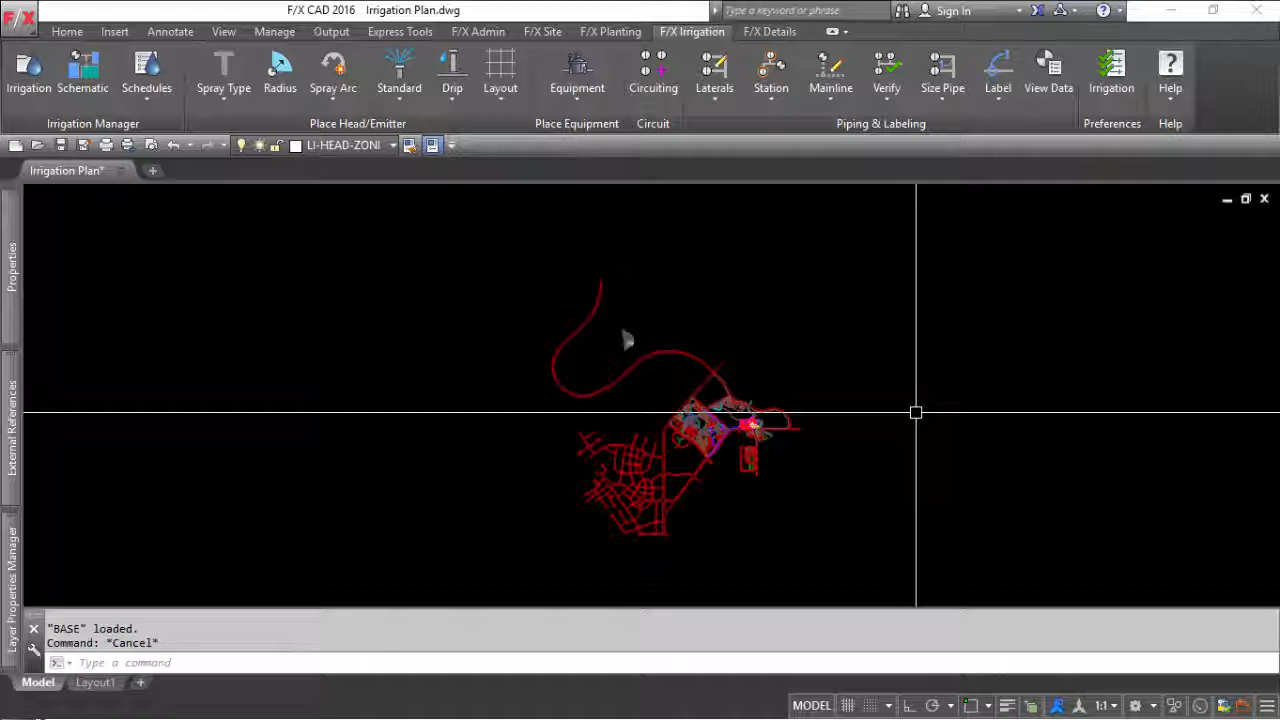 F/X CAD 2016 Irrigation Plan.dwg
Type a keyword or phrase
Sign In
F/X
Home Insert Annotate View Manage Output Express Tools F/X Admin F/X Site F/X Planting F/X Irrigation F/X Details
Irrigation Schematic Schedules Spray Type Radius Spray Arc Standard Drip Layout Equipment Circuiting Laterals Station Mainline Verify Size Pipe Label View Data Irrigation Help
Irrigation Manager Place Head/Emitter Place Equipment Circuit Piping & Labeling Preferences Help
LI-HEAD-ZONI
Irrigation Plan*
Properties
External References
Layer Properties Manager
"BASE" loaded.
Command: *Cancel*
Type a command
Model Layout1
MODEL 1:1